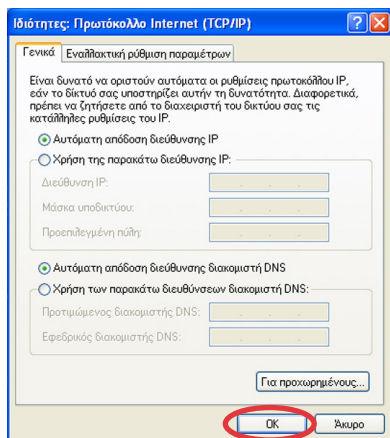 Ιδιότητες: Πρωτόκολλο Internet (TCP/IP)
Γενικά Εναλλακτική ρύθμιση παραμέτρων
Είναι δυνατό να οριστούν αυτόματα οι ρυθμίσεις πρωτοκόλλου IP,
εάν το δίκτυό σας υποστηρίζει αυτήν τη δυνατότητα. Διαφορετικά,
πρέπει να ζητήσετε από το διαχειριστή του δικτύου σας τις
κατάλληλες ρυθμίσεις του IP.
Αυτόματη απόδοση διεύθυνσης IP
Χρήση της παρακάτω διεύθυνσης IP:
Διεύθυνση IP:
Μάσκα υποδικτύου:
Προεπιλεγμένη πύλη:
Αυτόματη απόδοση διεύθυνσης διακομιστή DNS
Χρήση των παρακάτω διευθύνσεων διακομιστή DNS:
Προτιμώμενος διακομιστής DNS:
Εφεδρικός διακομιστής DNS:
Για προχωρημένους...
OK Άκυρο